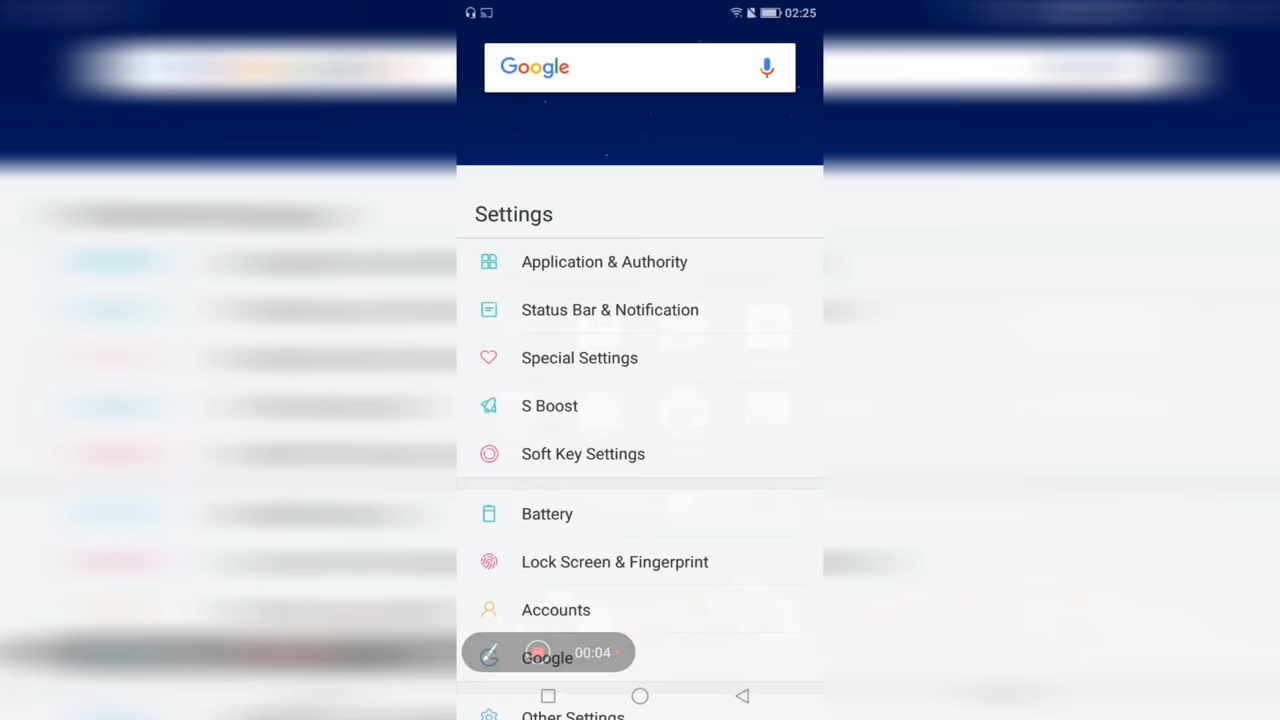 02:25
Google
Settings
Application & Authority
Status Bar & Notification
Special Settings
S Boost
Soft Key Settings
Battery
Lock Screen & Fingerprint
Accounts
00:04
Google
Other Settings